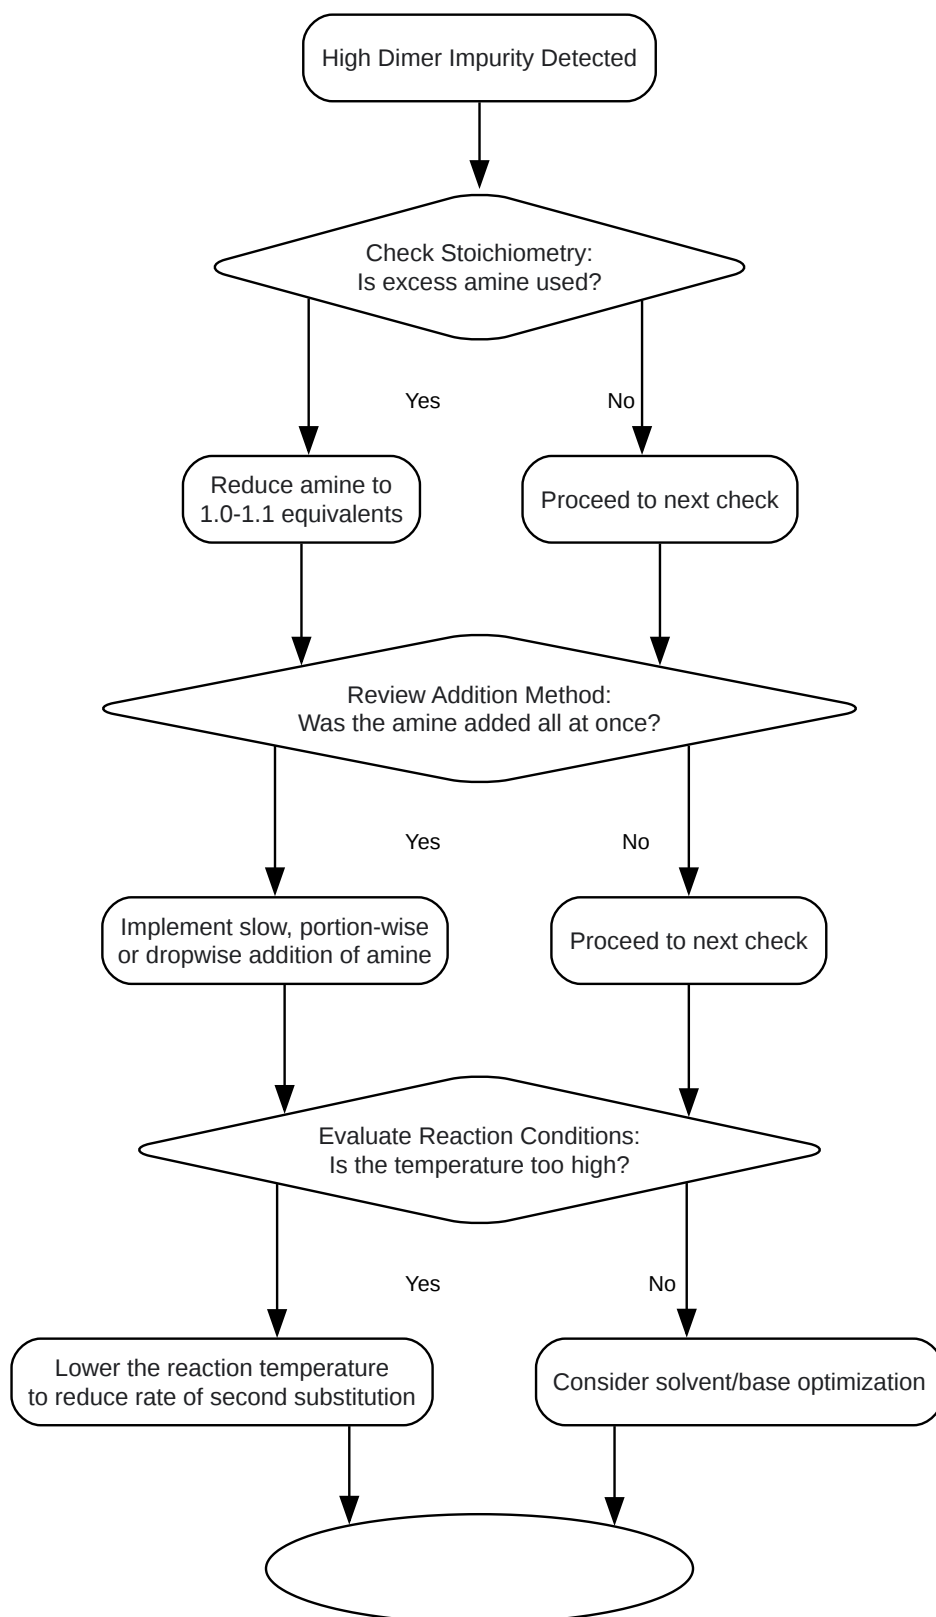 High Dimer Impurity Detected
Check Stoichiometry:
Is excess amine used?
Yes
No
Reduce amine to
1.0-1.1 equivalents
Proceed to next check
Review Addition Method:
Was the amine added all at once?
Yes
No
Implement slow, portion-wise
or dropwise addition of amine
Proceed to next check
Evaluate Reaction Conditions:
Is the temperature too high?
Yes
No
Lower the reaction temperature
to reduce rate of second substitution
Consider solvent/base optimization